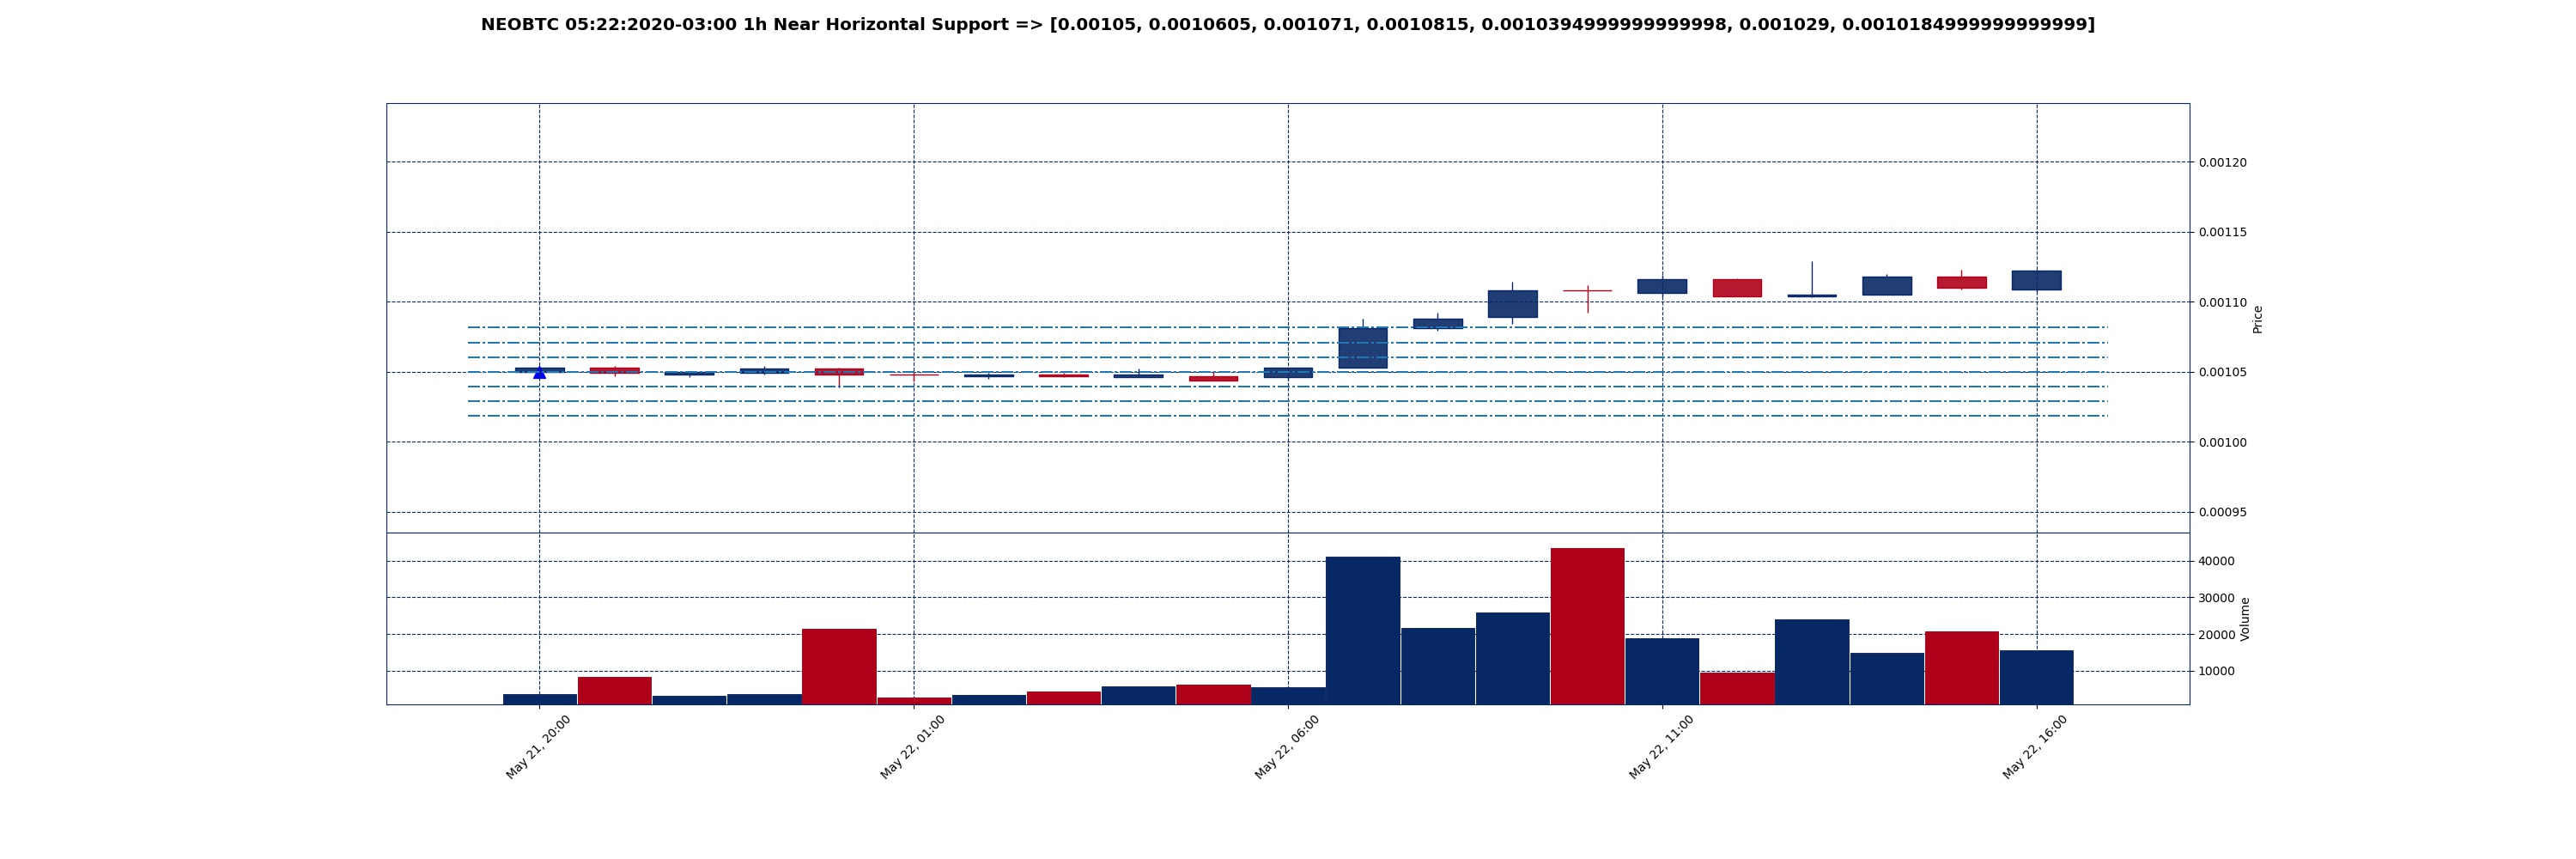 NEOBTC 05:22:2020-03:00 1h Near Horizontal Support => [0.00105, 0.0010605, 0.001071, 0.0010815, 0.0010394999999999998, 0.001029, 0.0010184999999999999]
0.00120
0.00115
0.00110
0.00105
0.00100
0.00095
Price
40000
30000
20000
10000
Volume
May 21, 20:00
May 22, 01:00
May 22, 06:00
May 22, 11:00
May 22, 16:00